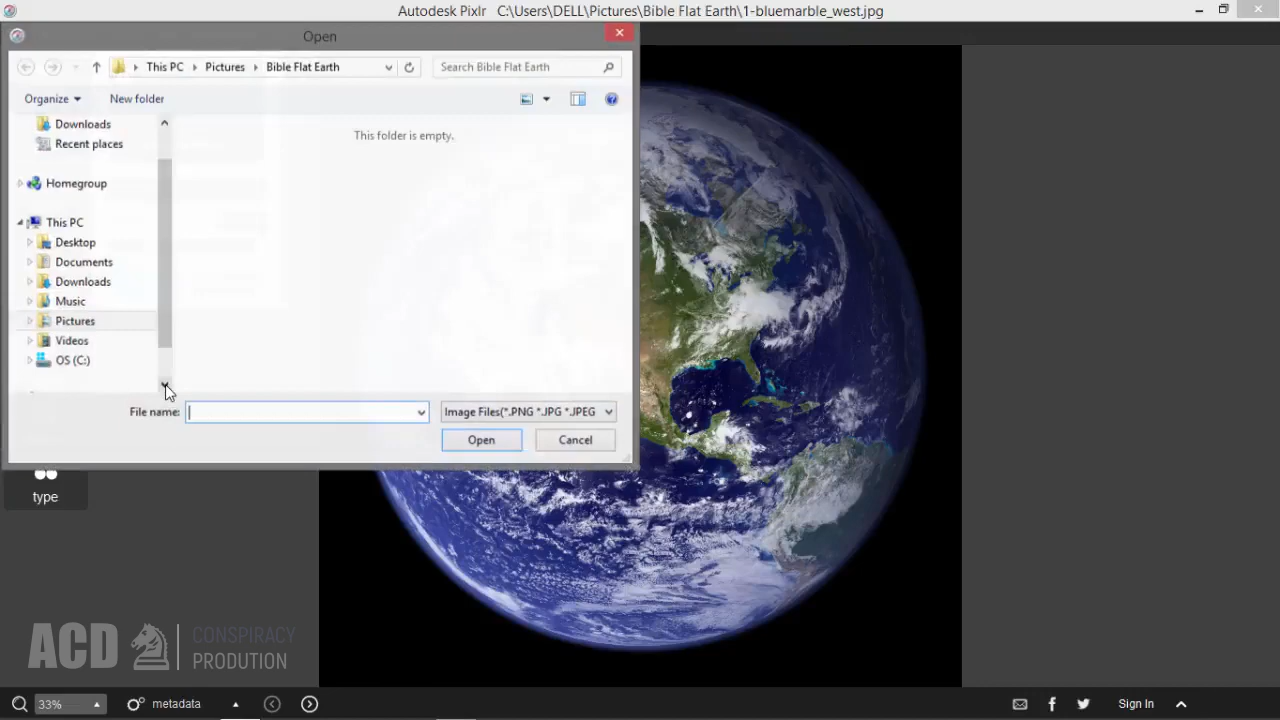 Autodesk Pixlr C:\Users\DELL\Pictures\Bible Flat Earth\1-bluemarble_west.jpg
Open
This PC Pictures Bible Flat Earth
Search Bible Flat Earth
Organize New folder
This folder is empty.
Downloads
Recent places
Homegroup
This PC
Desktop
Documents
Downloads
Music
Pictures
Videos
OS (C:)
File name:
Image Files(*.PNG *.JPG *.JPEG
Open Cancel
type
ACD CONSPIRACY
PRODUTION
33% metadata Sign In